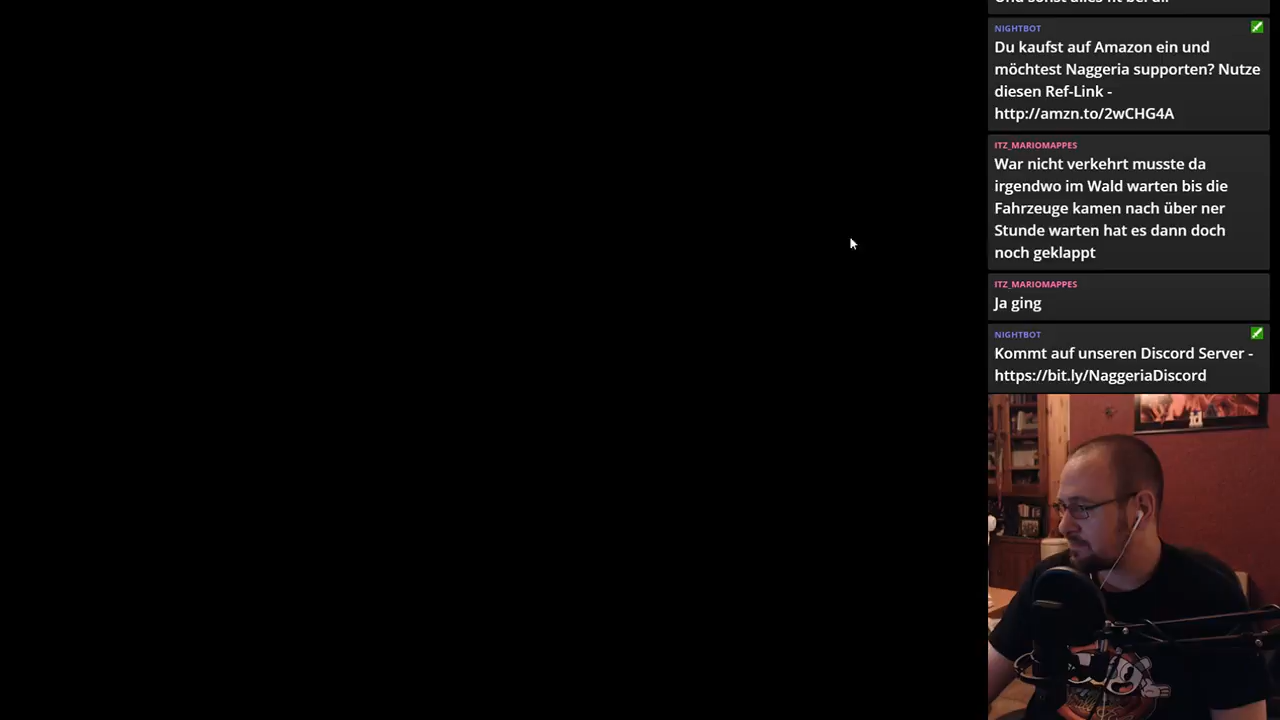 NIGHTBOT
Du kaufst auf Amazon ein und
möchtest Naggeria supporten? Nutze
diesen Ref-Link -
http://amzn.to/2wCHG4A
ITZ_MARIOMAPPES
War nicht verkehrt musste da
irgendwo im Wald warten bis die
Fahrzeuge kamen nach über ner
Stunde warten hat es dann doch
noch geklappt
ITZ_MARIOMAPPES
Ja ging
NIGHTBOT
Kommt auf unseren Discord Server -
https://bit.ly/NaggeriaDiscord